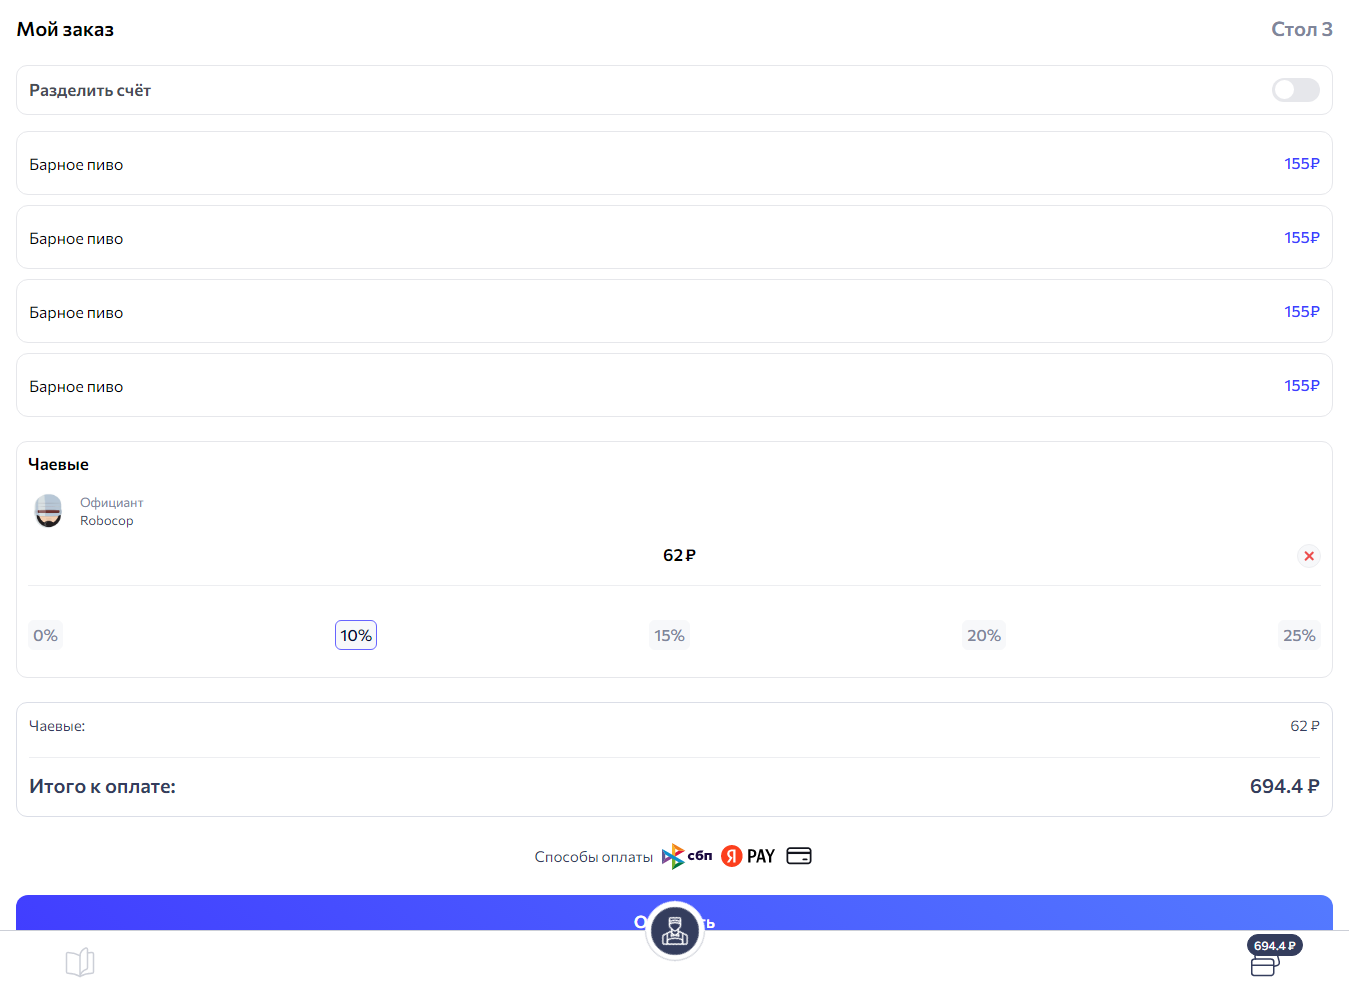 Мой заказ
Стол 3
Разделить счёт
Барное пиво
155₽
Барное пиво
155₽
Барное пиво
155₽
Барное пиво
155₽
Чаевые
Официант
Robocop
62 ₽
0%
10%
15%
20%
25%
Чаевые:
62 ₽
Итого к оплате:
694.4 ₽
Способы оплаты сбп Я PAY
694.4 ₽